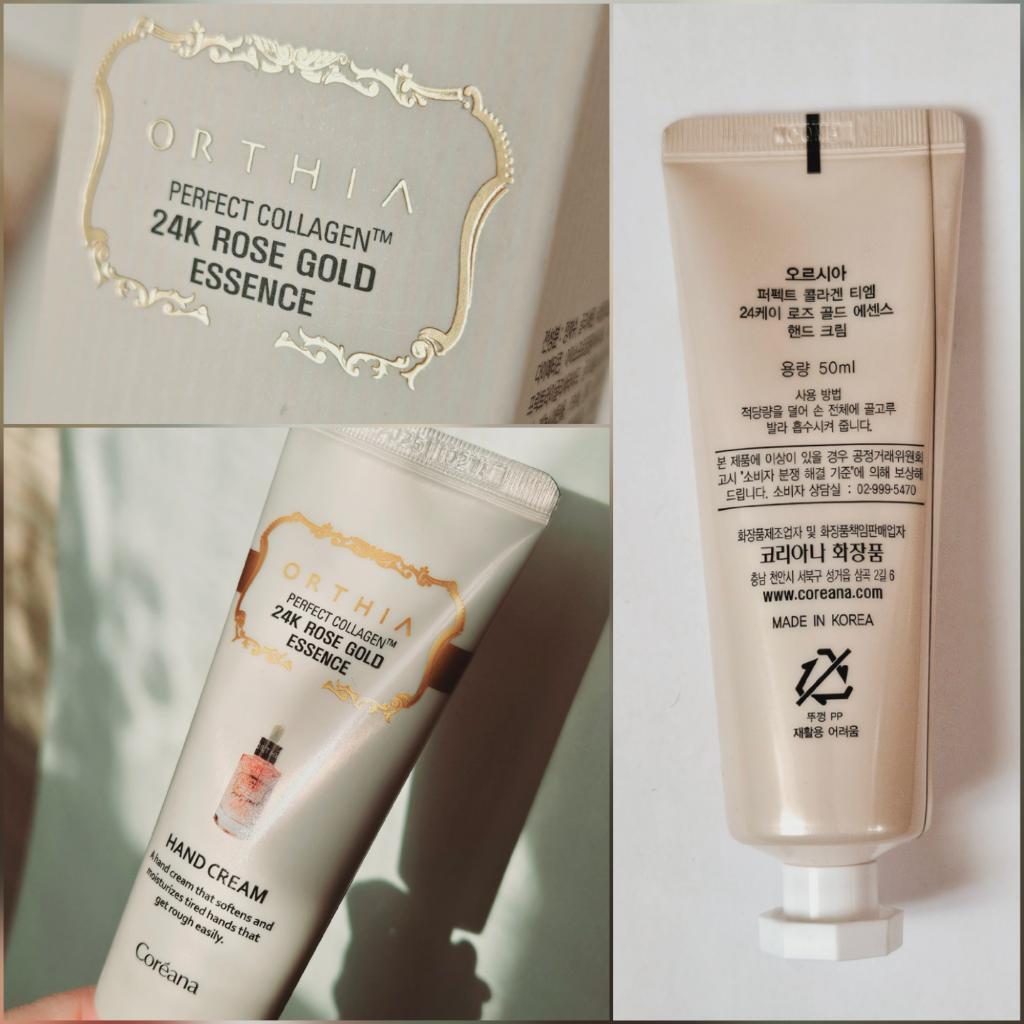 ORTHIA
PERFECT COLLAGEN™
24K ROSE GOLD
ESSENCE
ORTHIA
PERFECT COLLAGEN™
24K ROSE GOLD
ESSENCE
HAND CREAM
A hand cream that softens and
moisturizes tired hands that
get rough easily.
Coréana
오르시아
퍼펙트 콜라겐 티엠
24케이 로즈 골드 에센스
핸드 크림
용량 50ml
사용 방법
적당량을 덜어 손 전체에 골고루
발라 흡수시켜 줍니다.
본 제품에 이상이 있을 경우 공정거래위원회
고시 "소비자 분쟁 해결 기준"에 의해 보상해
드립니다. 소비자 상담실 : 02-999-5470
화장품제조업자 및 화장품책임판매업자
코리아나 화장품
충남 천안시 서북구 성거읍 삼곡 2길 6
www.coreana.com
MADE IN KOREA
뚜껑 PP
재활용 어려움